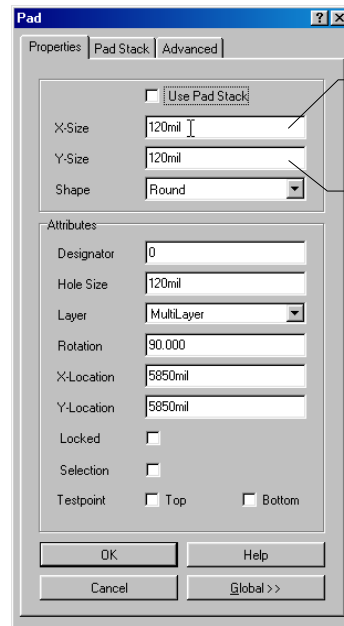 Pad
Properties Pad Stack Advanced
Use Pad Stack
X-Size 120mil
Y-Size 120mil
Shape Round
Attributes
Designator 0
Hole Size 120mil
Layer MultiLayer
Rotation 90.000
X-Location 5850mil
Y-Location 5850mil
Locked
Selection
Testpoint Top Bottom
OK Help
Cancel Global >>